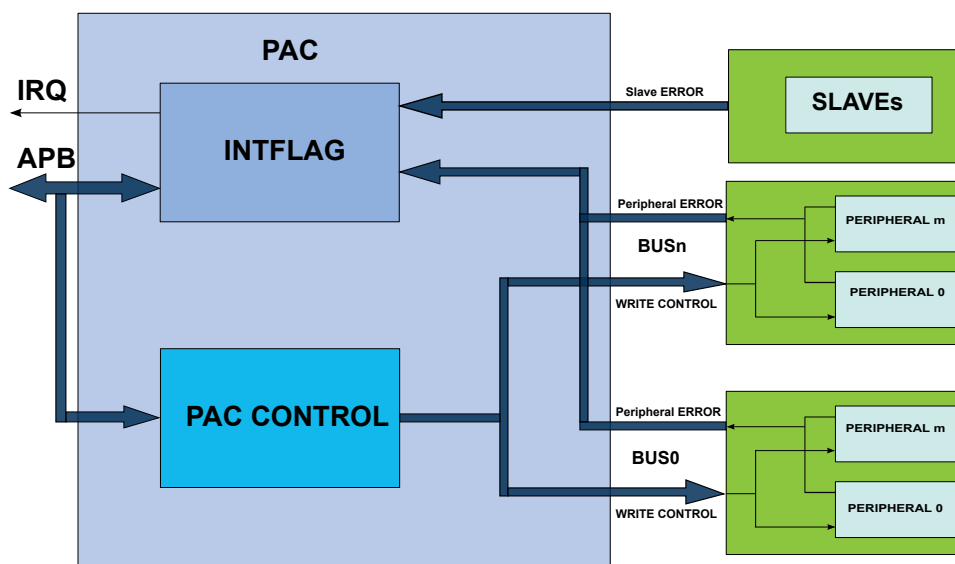 PAC
IRQ
INTFLAG
APB
Slave ERROR
SLAVEs
Peripheral ERROR
BUSn
WRITE CONTROL
PERIPHERAL m
PERIPHERAL 0
PAC CONTROL
Peripheral ERROR
BUS0
WRITE CONTROL
PERIPHERAL m
PERIPHERAL 0